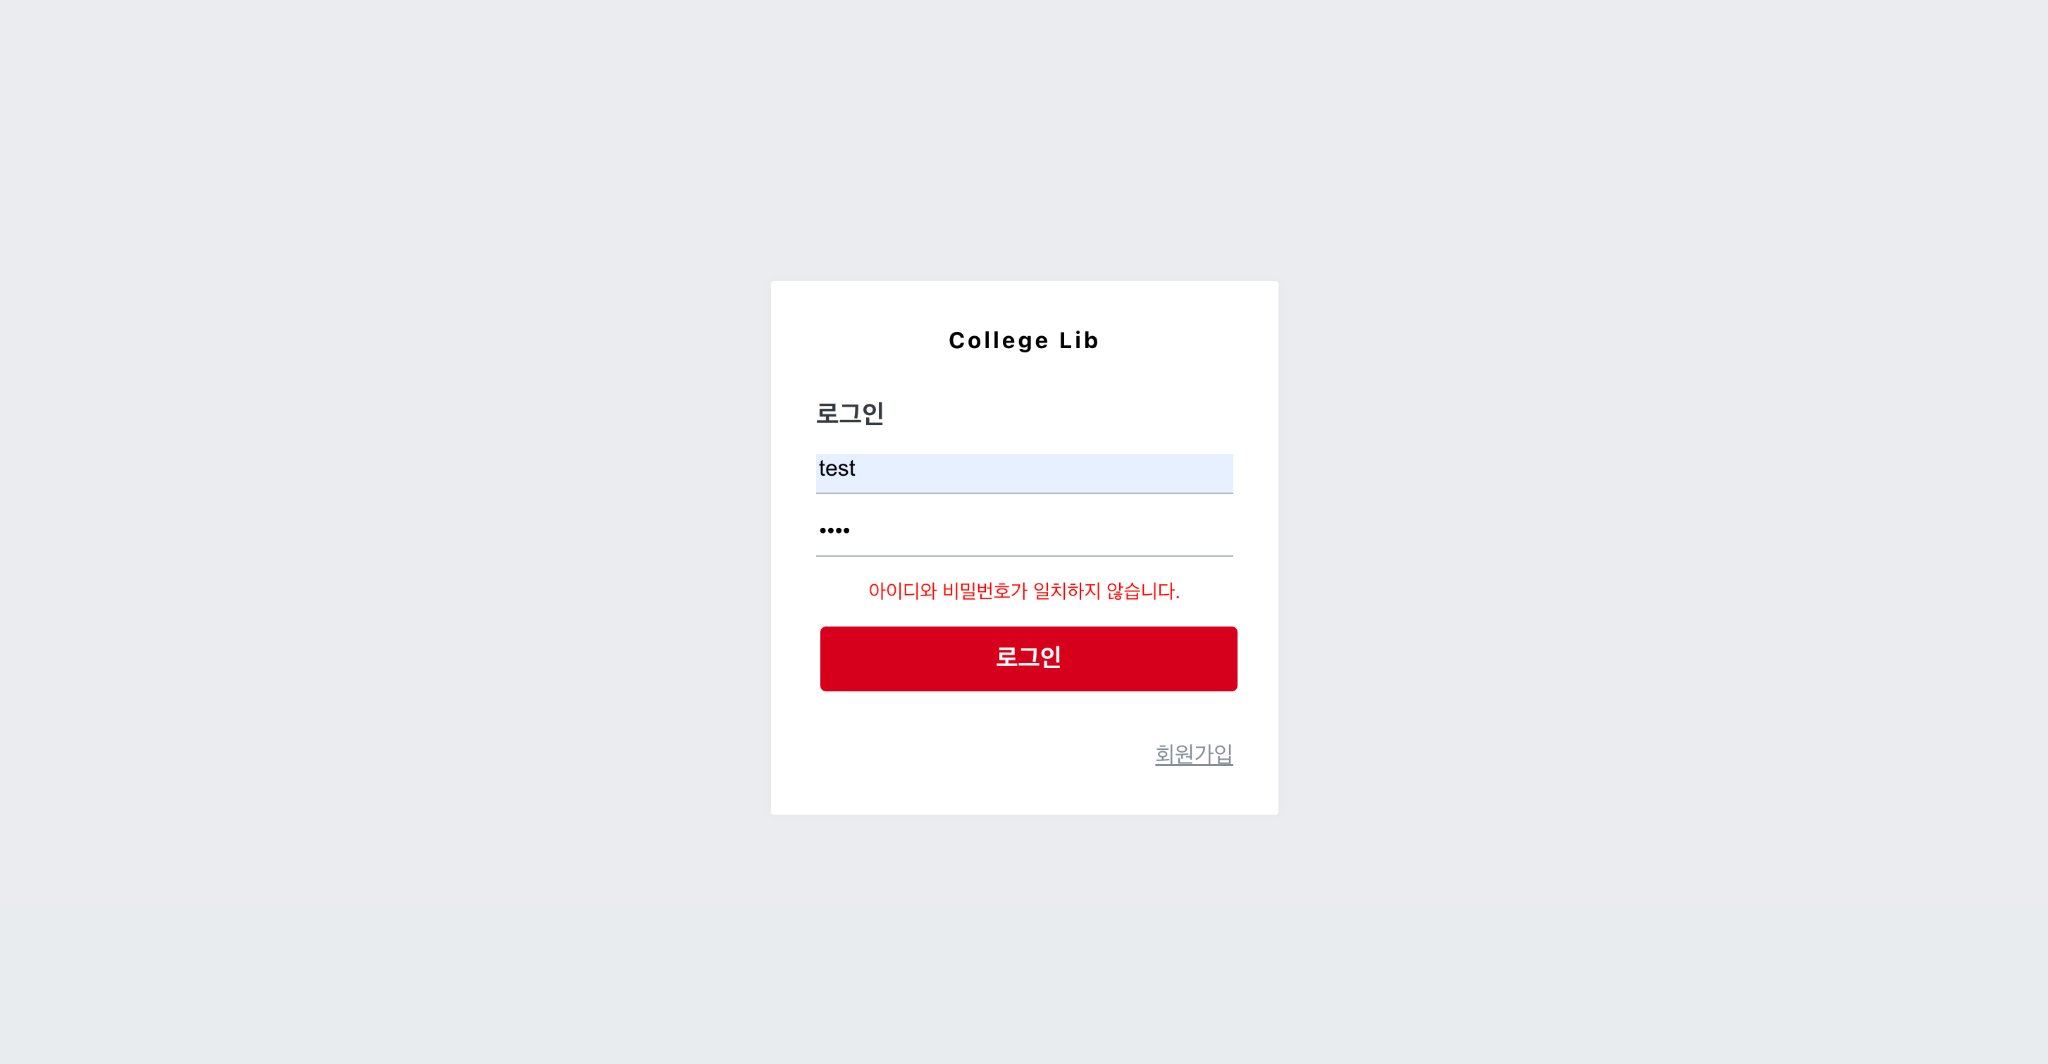 College Lib
로그인
test
••••
아이디와 비밀번호가 일치하지 않습니다.
로그인
회원가입